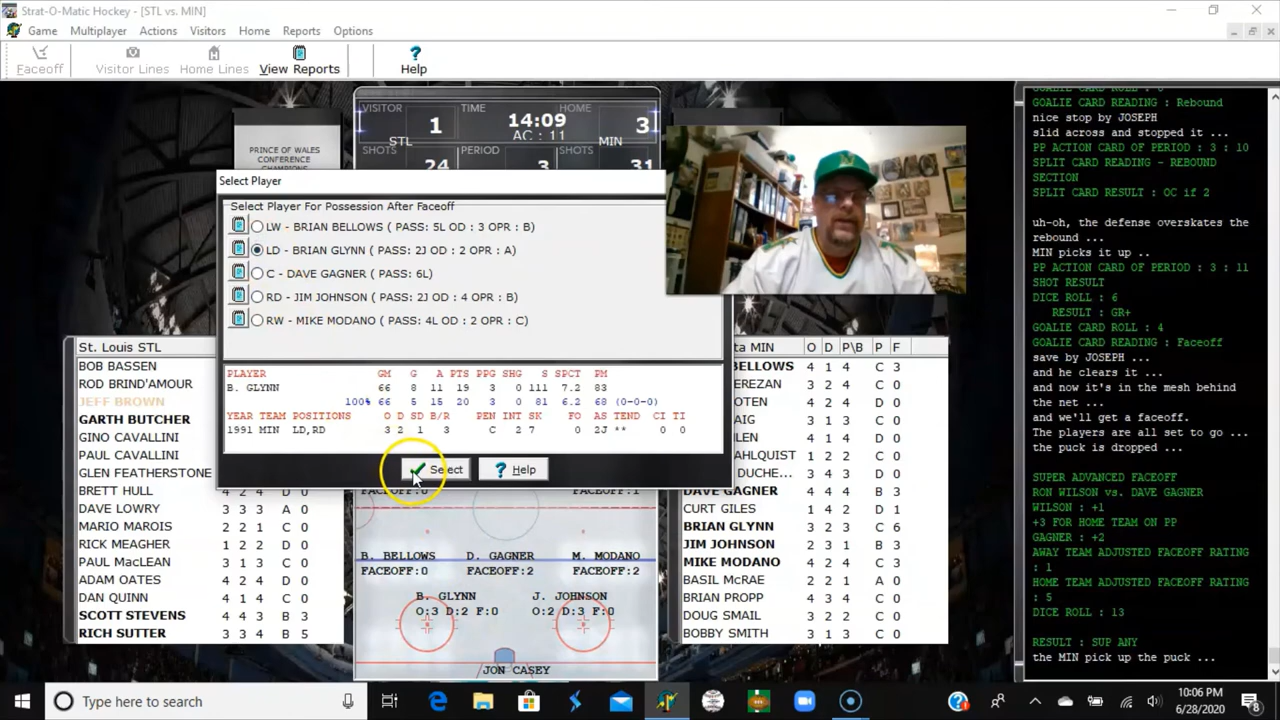 Strat-O-Matic Hockey - [STL vs. MIN]
Game Multiplayer Actions Visitors Home Reports Options
Faceoff Visitor Lines Home Lines View Reports Help
PRINCE OF WALES
CONFERENCE
CHAMPIONS
VISITOR TIME HOME
STL 1 14:09 MIN 3
AC : 11
SHOTS PERIOD SHOTS
24 3 31
Select Player
Select Player For Possession After Faceoff
LW - BRIAN BELLOWS ( PASS: 5L OD : 3 OPR : B)
LD - BRIAN GLYNN ( PASS: 2J OD : 2 OPR : A)
C - DAVE GAGNER ( PASS: 6L)
RD - JIM JOHNSON ( PASS: 2J OD : 4 OPR : B)
RW - MIKE MODANO ( PASS: 4L OD : 2 OPR : C)
PLAYER GM G A PTS PPG SHG S SPCT PM
B. GLYNN 66 8 11 19 3 0 111 7.2 83
100% 66 5 15 20 3 0 81 6.2 68 (0-0-0)
YEAR TEAM POSITIONS O D SD B/R PEN INT SK FO AS TEND CI TI
1991 MIN LD,RD 3 2 1 3 C 2 7 0 2J ** 0 0
Select Help
St. Louis STL
BOB BASSEN
ROD BRIND'AMOUR
JEFF BROWN
GARTH BUTCHER
GINO CAVALLINI
PAUL CAVALLINI
GLEN FEATHERSTONE
BRETT HULL 4 2 4 D 0
DAVE LOWRY 3 3 3 A 0
MARIO MAROIS 2 2 1 C 0
RICK MEAGHER 1 2 2 D 0
PAUL MacLEAN 3 1 3 C 0
ADAM OATES 4 2 4 D 0
DAN QUINN 4 1 4 C 0
SCOTT STEVENS 4 4 3 B 3
RICH SUTTER 3 3 4 B 5
FACEOFF:0 FACEOFF:1
B. BELLOWS D. GAGNER M. MODANO
FACEOFF:0 FACEOFF:2 FACEOFF:2
B. GLYNN J. JOHNSON
O:3 D:2 F:0 O:2 D:3 F:0
JON CASEY
ta MIN O D P\B P F
BELLOWS 4 1 4 C 3
EREZAN 4 2 4 C 0
OTEN 4 2 4 C 0
AIG 3 1 3 C 0
LEN 4 1 3 D 0
AHLQUIST 2 3 2 C 0
DUCHE... 3 2 3 D 0
DAVE GAGNER 4 4 4 B 3
CURT GILES 1 4 2 D 1
BRIAN GLYNN 3 2 3 C 6
JIM JOHNSON 2 3 1 B 3
MIKE MODANO 4 2 4 C 3
BASIL McRAE 2 2 1 A 0
BRIAN PROPP 4 3 4 C 0
DOUG SMAIL 3 4 2 C 0
BOBBY SMITH 3 1 3 C 0
GOALIE CARD READING : Rebound
nice stop by JOSEPH
slid across and stopped it ...
PP ACTION CARD OF PERIOD : 3 : 10
SPLIT CARD READING - REBOUND
SECTION
SPLIT CARD RESULT : OC if 2
uh-oh, the defense overskates the
rebound ...
MIN picks it up ..
PP ACTION CARD OF PERIOD : 3 : 11
SHOT RESULT
DICE ROLL : 6
RESULT : GR+
GOALIE CARD ROLL : 4
GOALIE CARD READING : Faceoff
save by JOSEPH ...
and he clears it ...
and now it's in the mesh behind
the net ...
and we'll get a faceoff.
The players are all set to go ...
the puck is dropped ...
SUPER ADVANCED FACEOFF
RON WILSON vs. DAVE GAGNER
WILSON : +1
+3 FOR HOME TEAM ON PP
GAGNER : +2
AWAY TEAM ADJUSTED FACEOFF RATING
: 1
HOME TEAM ADJUSTED FACEOFF RATING
: 5
DICE ROLL : 13
RESULT : SUP ANY
the MIN pick up the puck ...
Type here to search
10:06 PM
6/28/2020
8